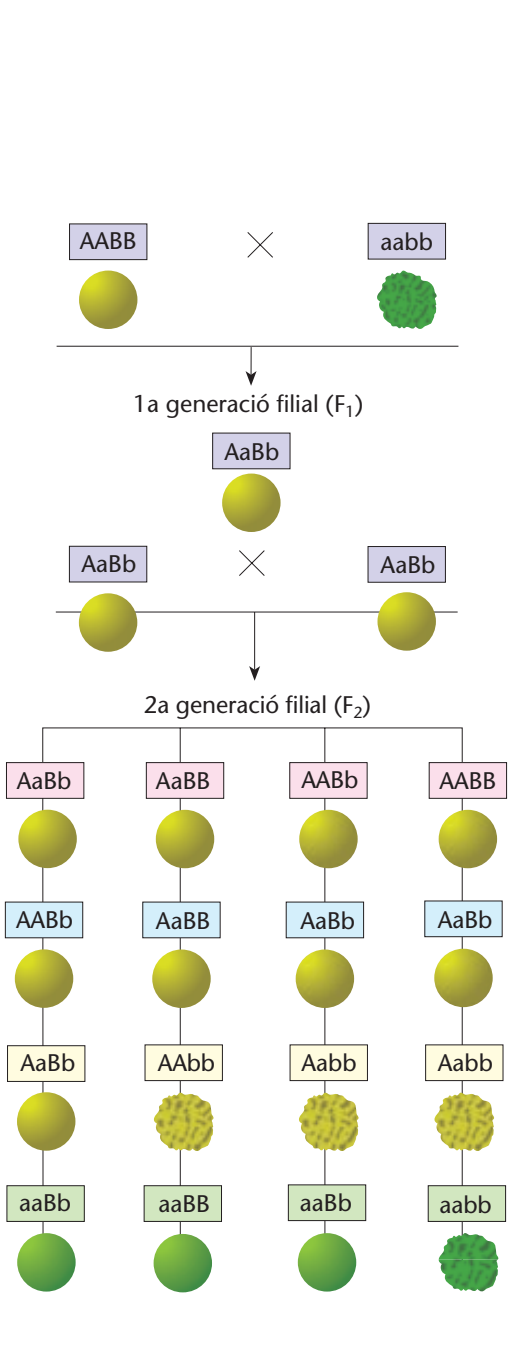 AABB aabb
1a generació filial (F₁)
AaBb
AaBb AaBb
2a generació filial (F₂)
AaBb AaBB AABb AABB
AABb AaBB AaBb AaBb
AaBb AAbb Aabb Aabb
aaBb aaBB aaBb aabb